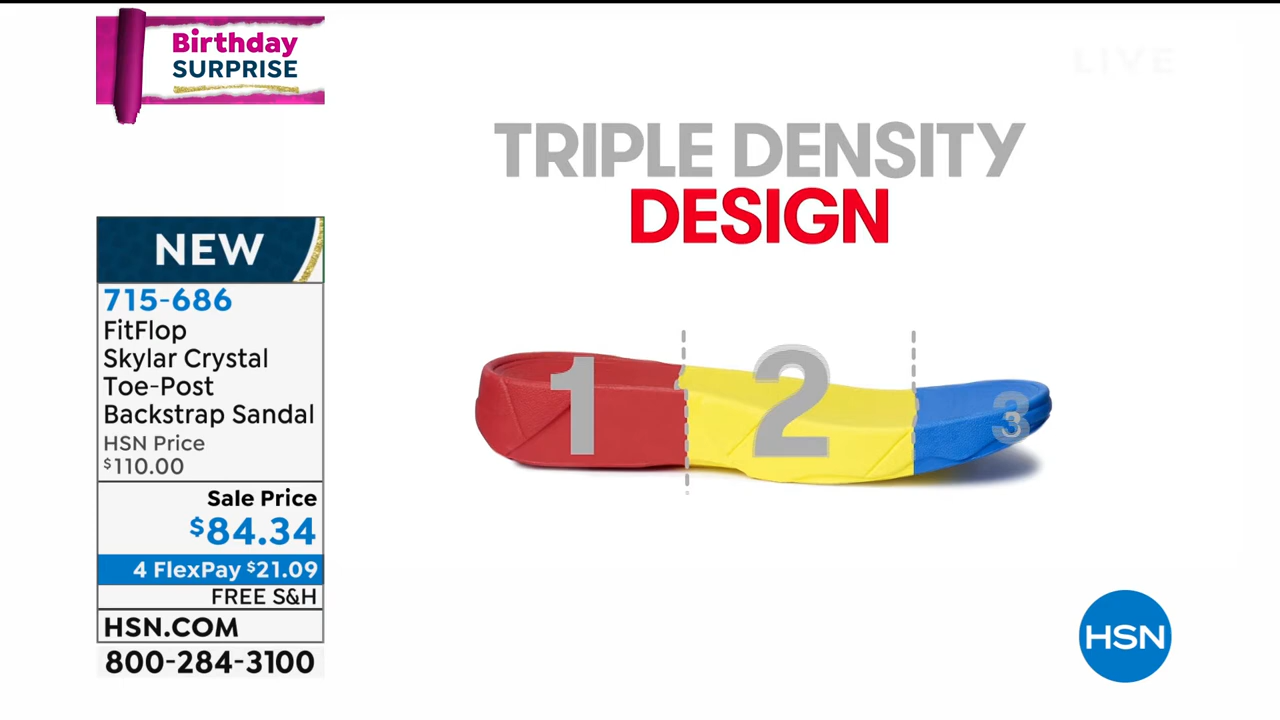 Birthday
SURPRISE
LIVE
TRIPLE DENSITY
DESIGN
1
2
3
NEW
715-686
FitFlop
Skylar Crystal
Toe-Post
Backstrap Sandal
HSN Price
$110.00
Sale Price
$84.34
4 FlexPay $21.09
FREE S&H
HSN.COM
800-284-3100
HSN